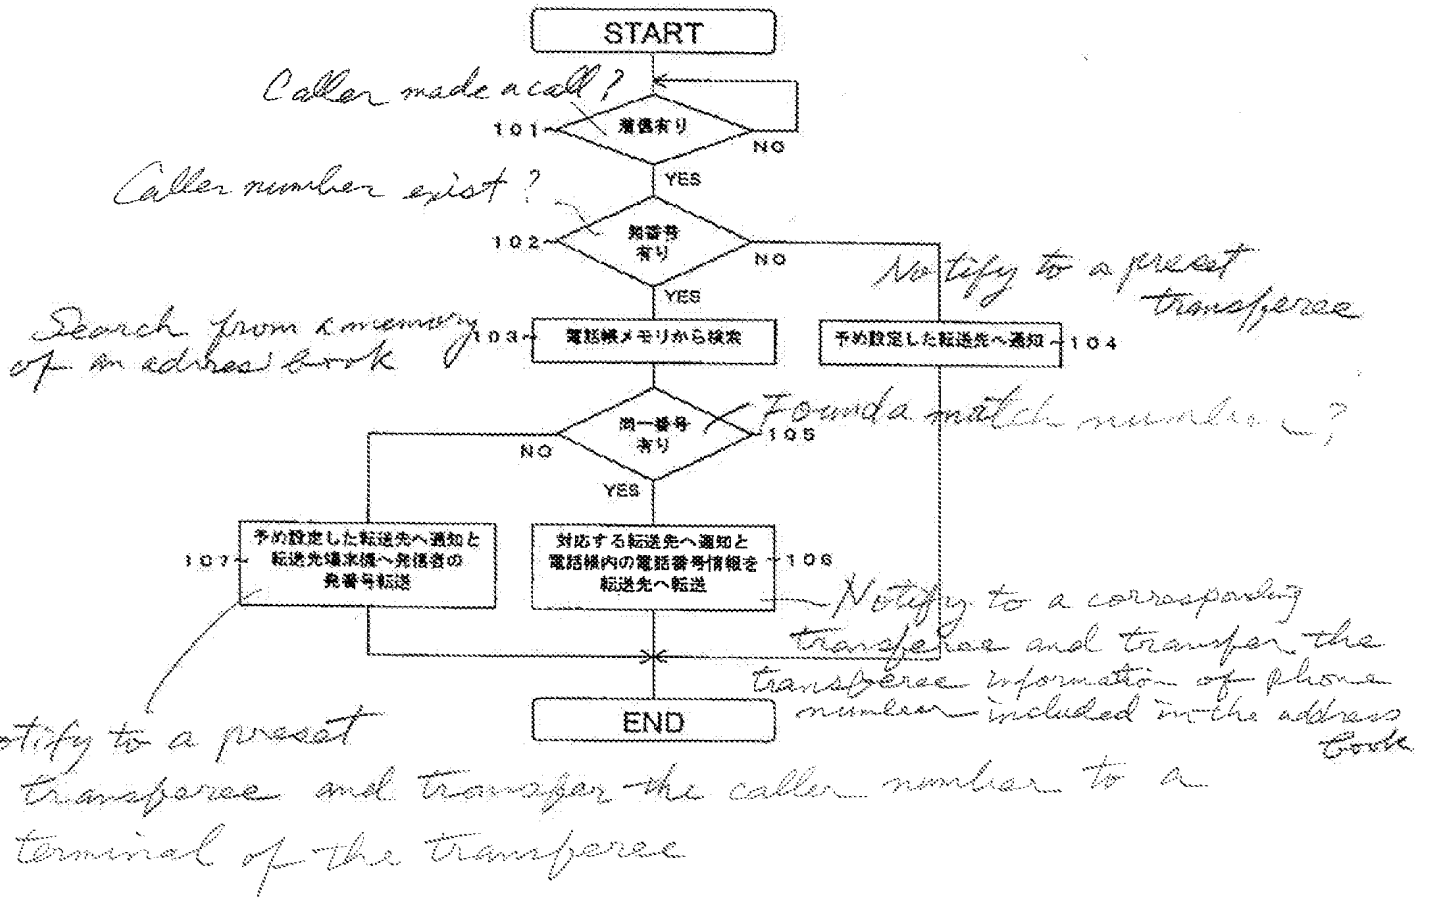 START
Caller made a call?
101
着信有り
NO
YES
Caller number exist?
102
発番号
有り
NO
YES
Notify to a preset
transferee
Search from a memory
of an address book
103
電話帳メモリから検索
予め設定した転送先へ通知
104
Found a match number?
同一番号
有り
105
NO
YES
107
予め設定した転送先へ通知と
転送先端末機へ発信者の
発番号転送
対応する転送先へ通知と
電話帳内の電話番号情報を
転送先へ転送
106
Notify to a corresponding
transferee and transfer the
transferee information of phone
number included in the address
book
END
otify to a preset
transferee and transfer the caller number to a
terminal of the transferee